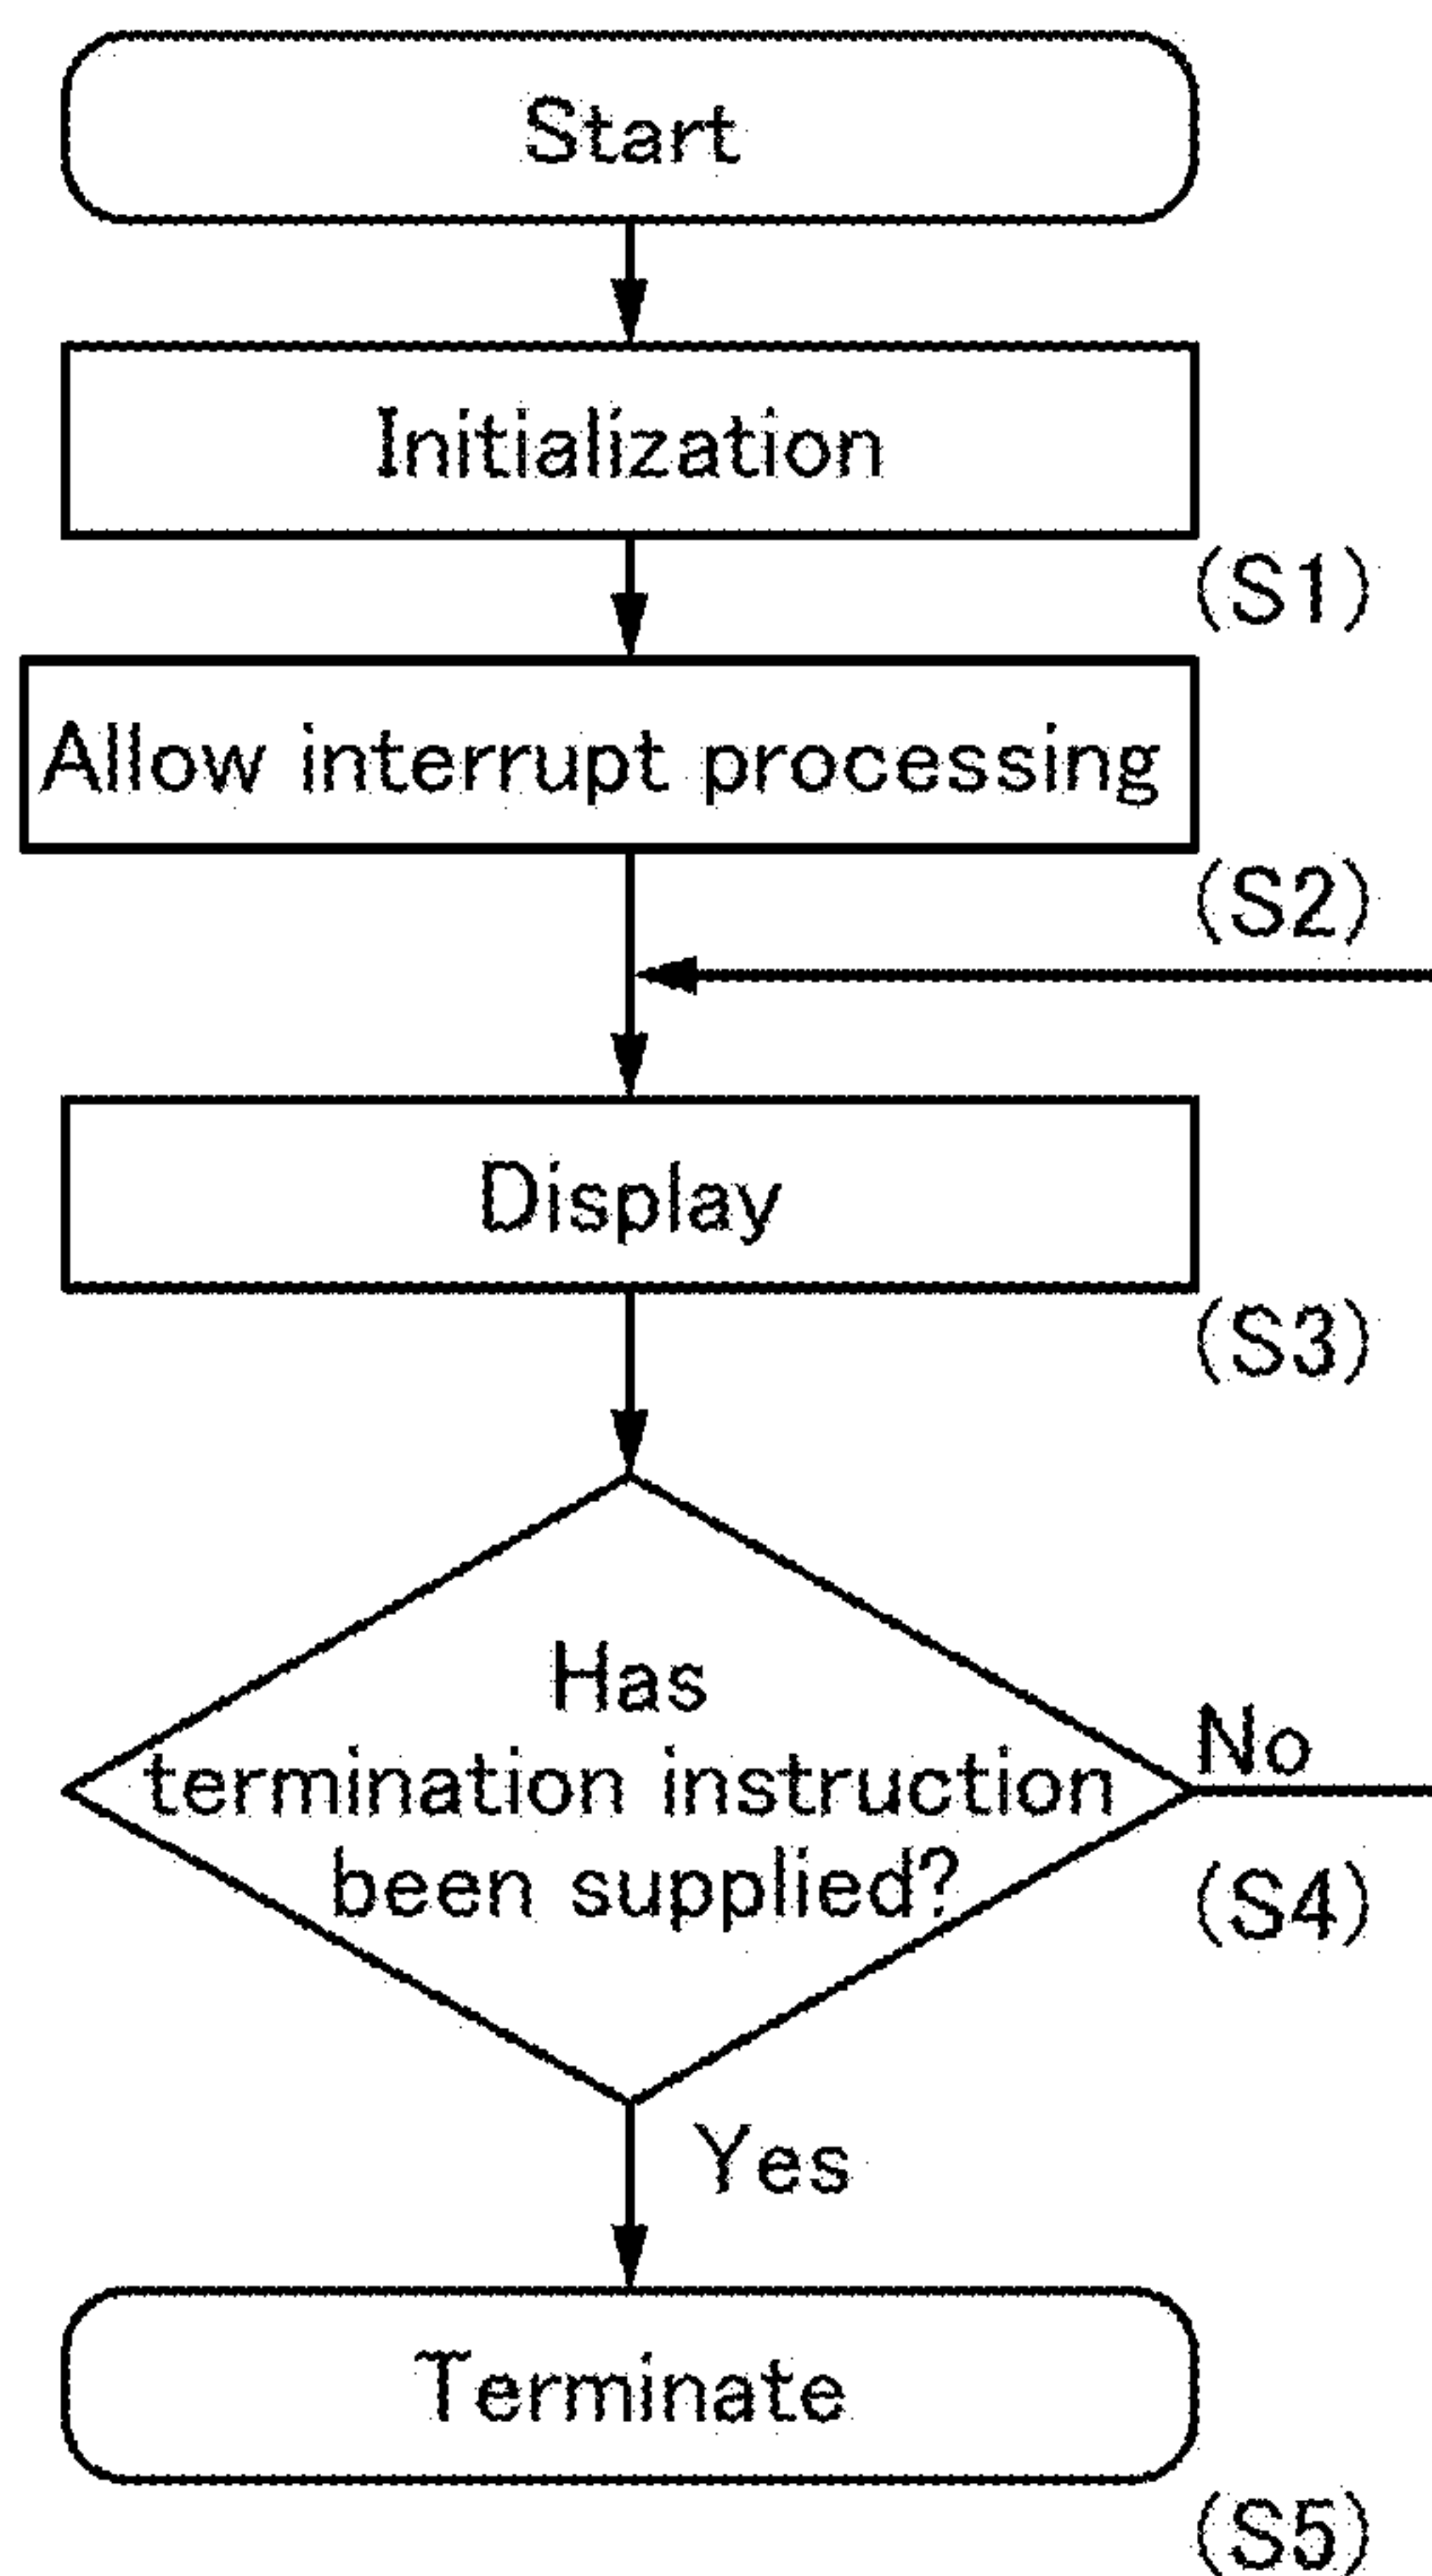 Start
Initialization
(S1)
Allow interrupt processing
(S2)
Display
(S3)
Has
termination instruction
been supplied?
No
(S4)
Yes
Terminate
(S5)